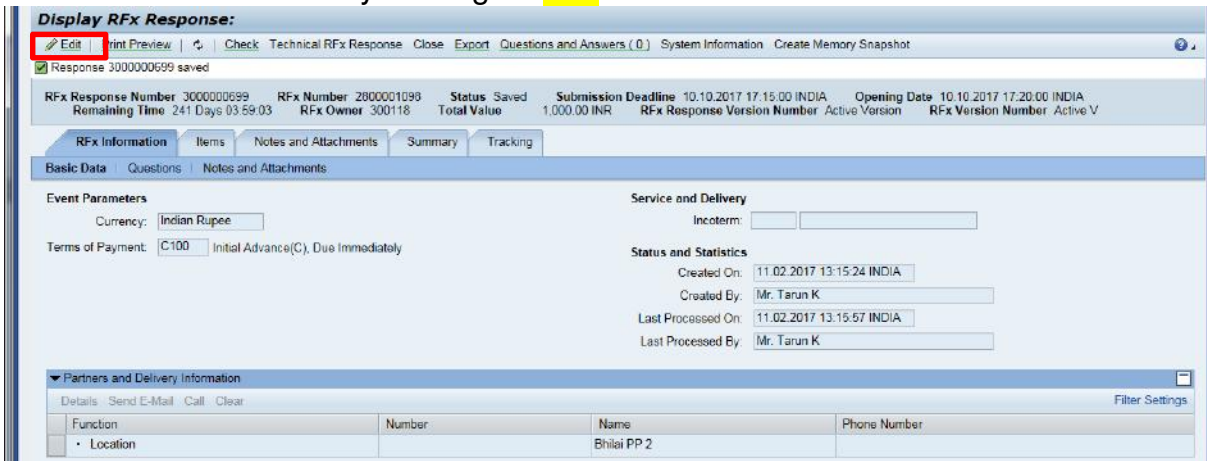 Display RFx Response:
Edit | Print Preview | Check Technical RFx Response Close Export Questions and Answers ( 0 ) System Information Create Memory Snapshot
Response 3000000699 saved
RFx Response Number 3000000699 RFx Number 2800001098 Status Saved Submission Deadline 10.10.2017 17:15:00 INDIA Opening Date 10.10.2017 17:20:00 INDIA
Remaining Time 241 Days 03:59:03 RFx Owner 300118 Total Value 1,000.00 INR RFx Response Version Number Active Version RFx Version Number Active V
RFx Information Items Notes and Attachments Summary Tracking
Basic Data | Questions | Notes and Attachments
Event Parameters Service and Delivery
Currency: Indian Rupee Incoterm:
Terms of Payment: C100 Initial Advance(C), Due Immediately
Status and Statistics
Created On: 11.02.2017 13:15:24 INDIA
Created By: Mr. Tarun K
Last Processed On: 11.02.2017 13:15:57 INDIA
Last Processed By: Mr. Tarun K
Partners and Delivery Information
Details Send E-Mail Call Clear Filter Settings
Function Number Name Phone Number
• Location Bhilai PP 2